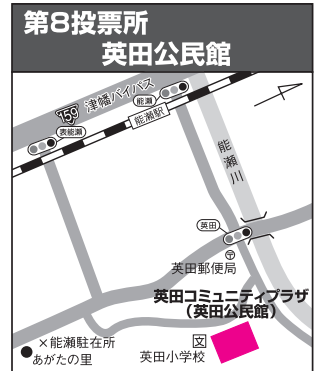 第8投票所
英田公民館
159
津幡バイパス
能瀬
表能瀬
能瀬駅
能瀬川
英田
英田郵便局
英田コミュニティプラザ
（英田公民館）
文
英田小学校
×能瀬駐在所
あがたの里